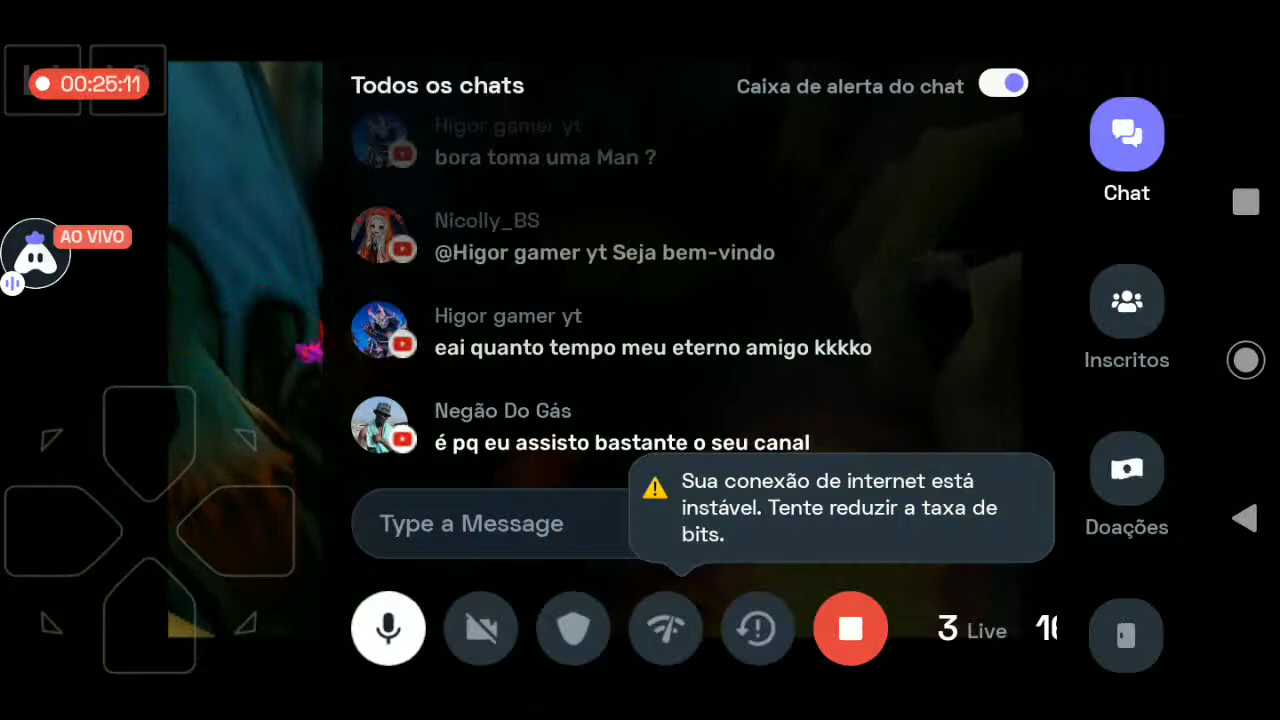 00:25:11
Todos os chats
Caixa de alerta do chat
Higor gamer yt
bora toma uma Man ?
Chat
Nicolly_BS
@Higor gamer yt Seja bem-vindo
AO VIVO
Higor gamer yt
eai quanto tempo meu eterno amigo kkkko
Inscritos
Negão Do Gás
é pq eu assisto bastante o seu canal
Sua conexão de internet está
instável. Tente reduzir a taxa de
bits.
Type a Message
Doações
3 Live